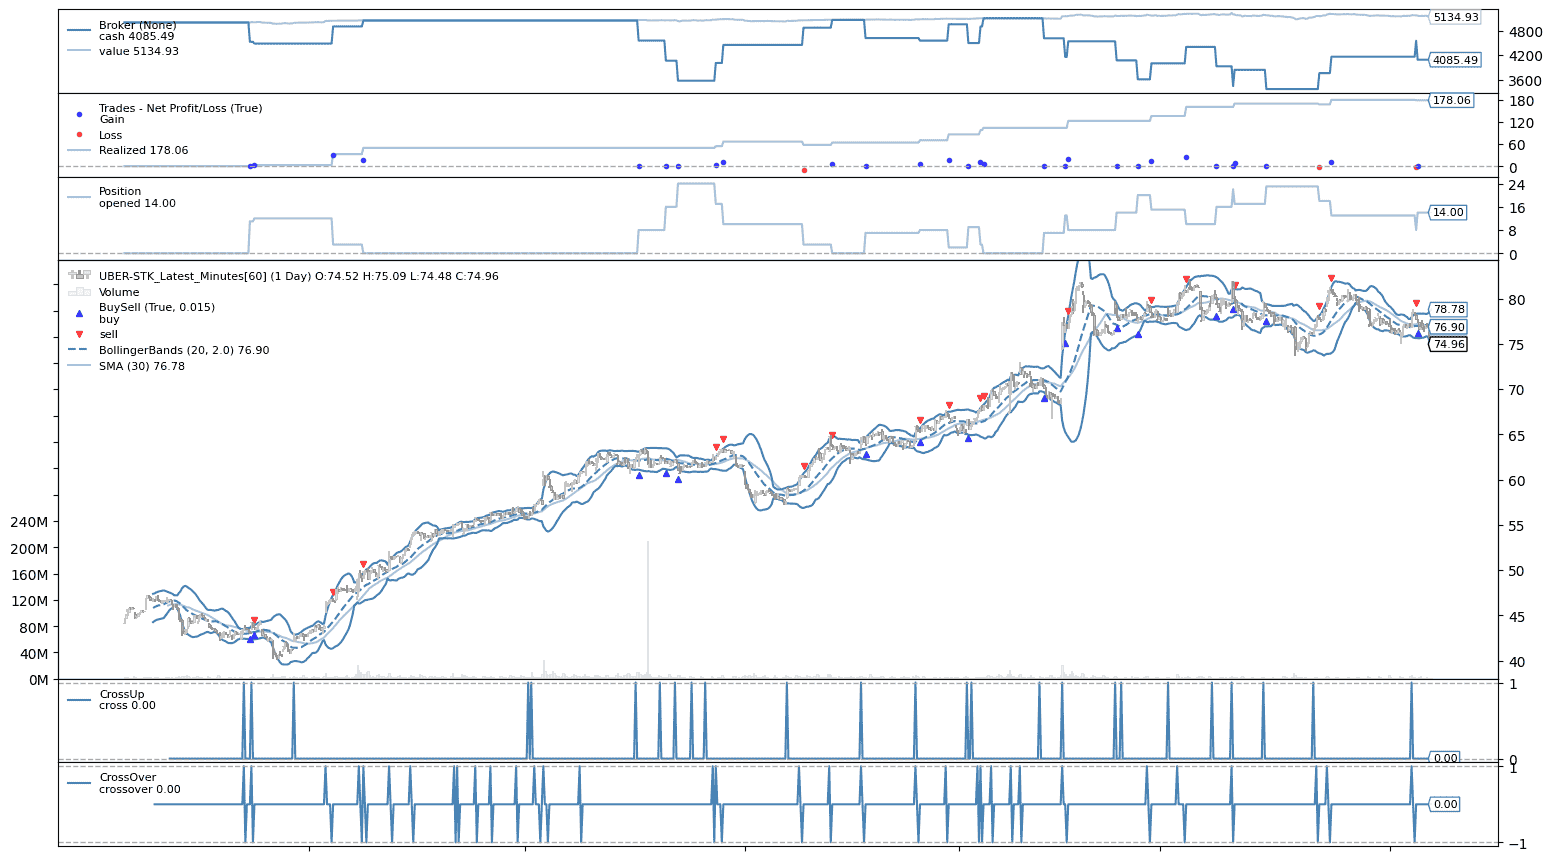 Broker (None)
cash 4085.49
value 5134.93
5134.93
4800
4200
4085.49
3600
Trades - Net Profit/Loss (True)
Gain
Loss
Realized 178.06
178.06
180
120
60
0
Position
opened 14.00
24
16
14.00
8
0
UBER-STK_Latest_Minutes[60] (1 Day) O:74.52 H:75.09 L:74.48 C:74.96
Volume
BuySell (True, 0.015)
buy
sell
BollingerBands (20, 2.0) 76.90
SMA (30) 76.78
80
78.78
76.90
74.96
75
70
65
60
55
50
45
40
240M
200M
160M
120M
80M
40M
0M
CrossUp
cross 0.00
1
0.00
0
CrossOver
crossover 0.00
1
0.00
−1